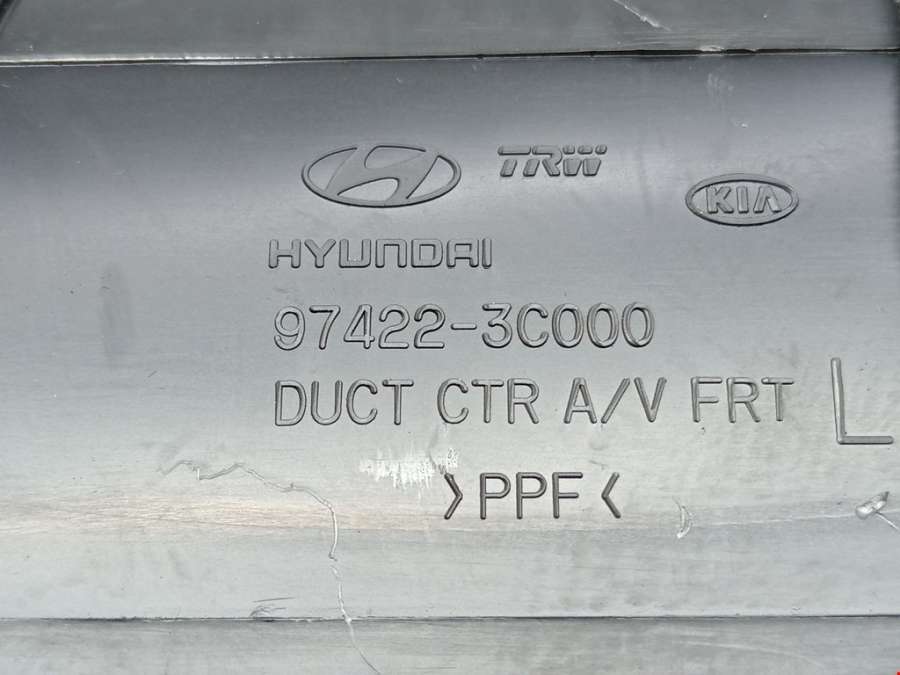 TRW
KIA
HYUNDAI
97422-3C000
DUCT CTR A/V FRT L
>PPF<